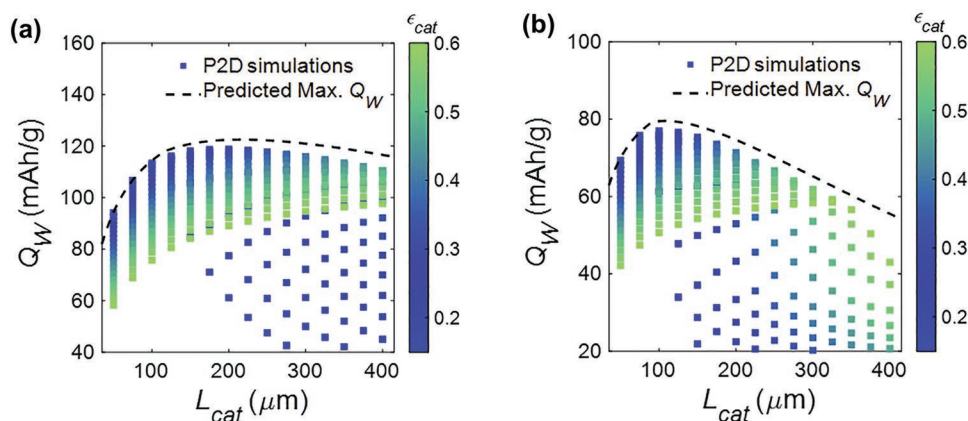 (a)
160
140
120
100
80
60
40
Q_W (mAh/g)
P2D simulations
Predicted Max. Q_W
100
200
300
400
L_cat (μm)
ϵ_cat
0.6
0.5
0.4
0.3
0.2
(b)
100
80
60
40
20
Q_W (mAh/g)
P2D simulations
Predicted Max. Q_W
100
200
300
400
L_cat (μm)
ϵ_cat
0.6
0.5
0.4
0.3
0.2